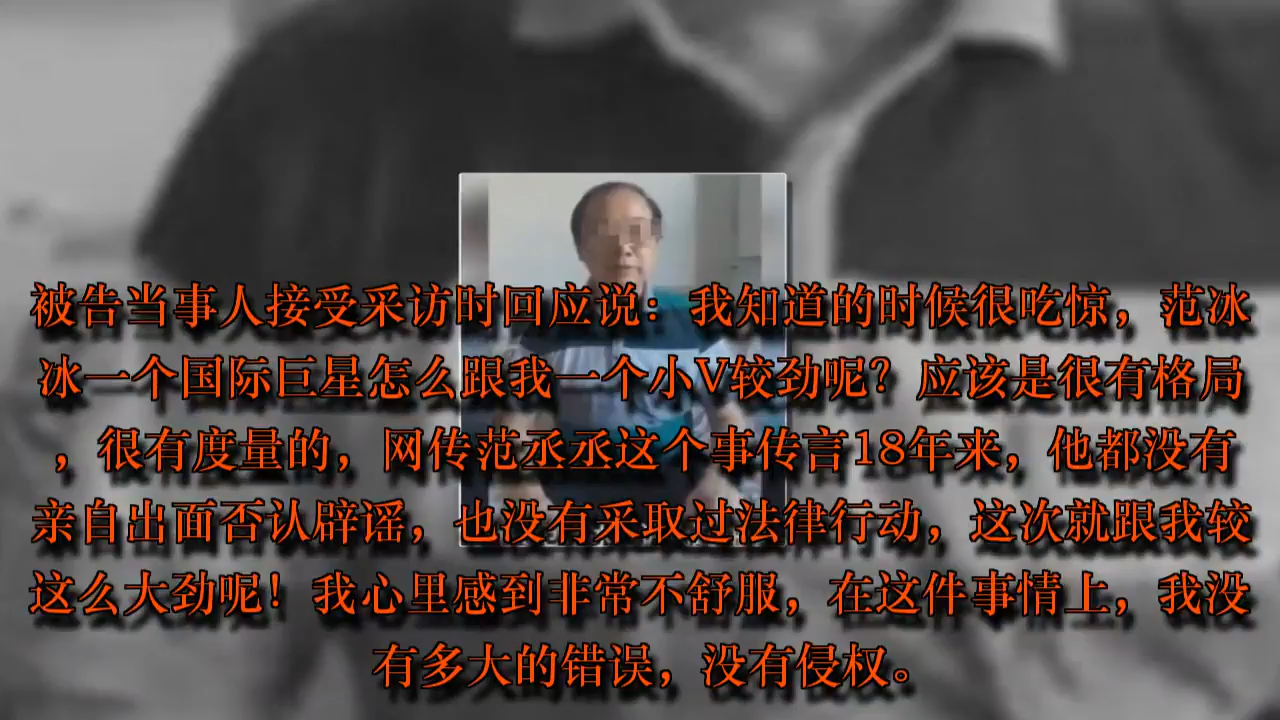 被告当事人接受采访时回应说：我知道的时候很吃惊，范冰
冰一个国际巨星怎么跟我一个小V较劲呢？应该是很有格局
，很有度量的，网传范丞丞这个事传言18年来，他都没有
亲自出面否认辟谣，也没有采取过法律行动，这次就跟我较
这么大劲呢！我心里感到非常不舒服，在这件事情上，我没
有多大的错误，没有侵权。